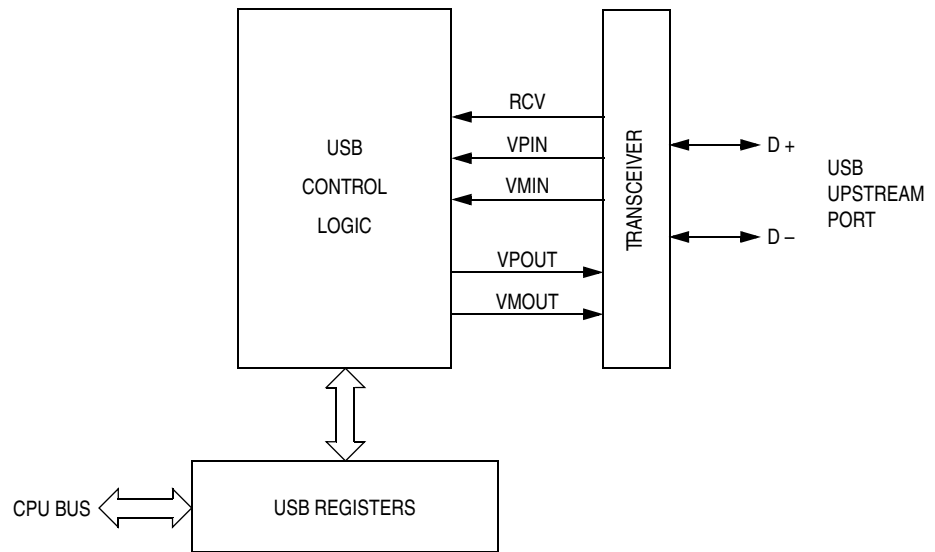 USB
CONTROL
LOGIC
RCV
VPIN
VMIN
VPOUT
VMOUT
TRANSCEIVER
D +
D –
USB
UPSTREAM
PORT
CPU BUS
USB REGISTERS